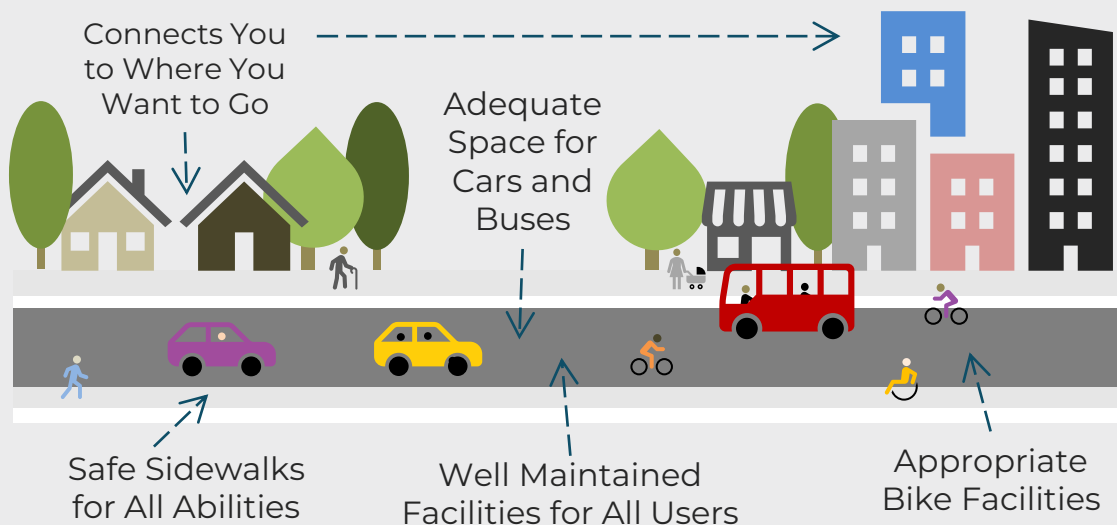 Connects You
to Where You
Want to Go
Adequate
Space for
Cars and
Buses
Safe Sidewalks
for All Abilities
Well Maintained
Facilities for All Users
Appropriate
Bike Facilities